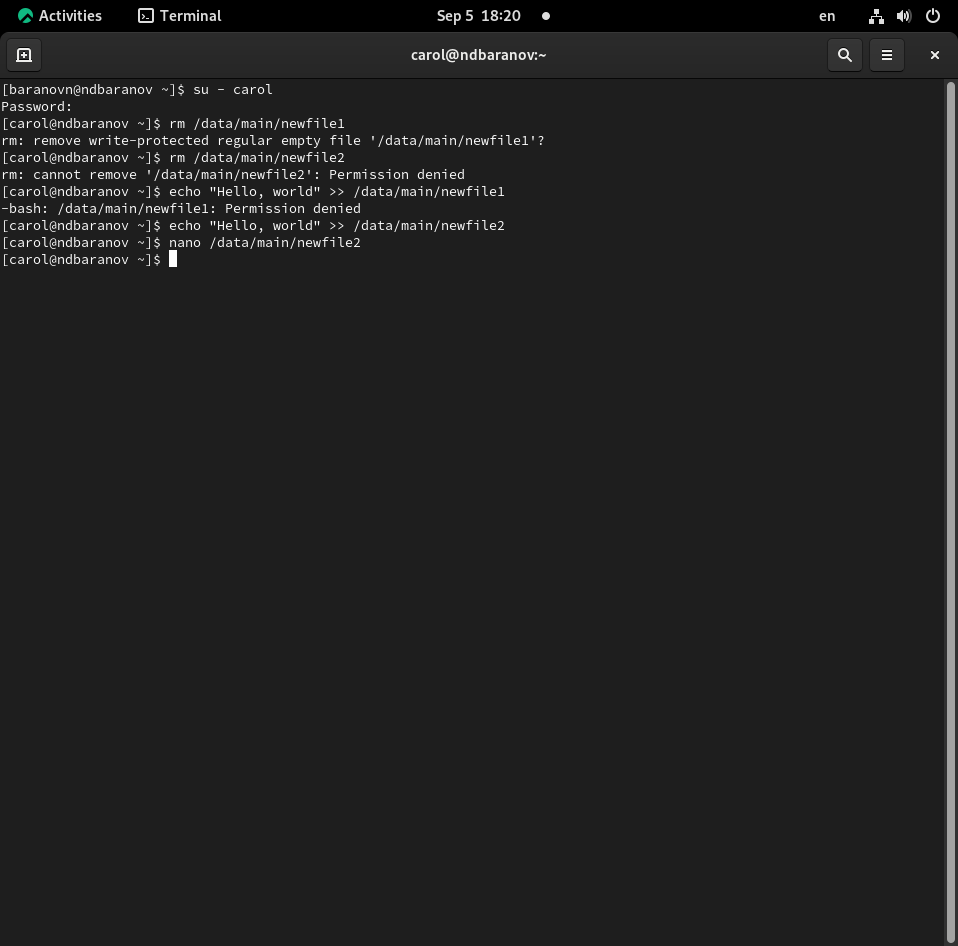 Activities Terminal Sep 5 18:20 en
carol@ndbaranov:~
[baranovn@ndbaranov ~]$ su - carol
Password:
[carol@ndbaranov ~]$ rm /data/main/newfile1
rm: remove write-protected regular empty file '/data/main/newfile1'?
[carol@ndbaranov ~]$ rm /data/main/newfile2
rm: cannot remove '/data/main/newfile2': Permission denied
[carol@ndbaranov ~]$ echo "Hello, world" >> /data/main/newfile1
-bash: /data/main/newfile1: Permission denied
[carol@ndbaranov ~]$ echo "Hello, world" >> /data/main/newfile2
[carol@ndbaranov ~]$ nano /data/main/newfile2
[carol@ndbaranov ~]$